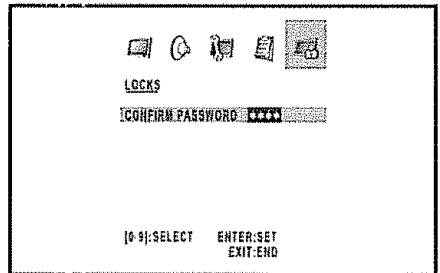 LOCKS
CONFIRM PASSWORD ****
[0-9]:SELECT ENTER:SET
EXIT:END